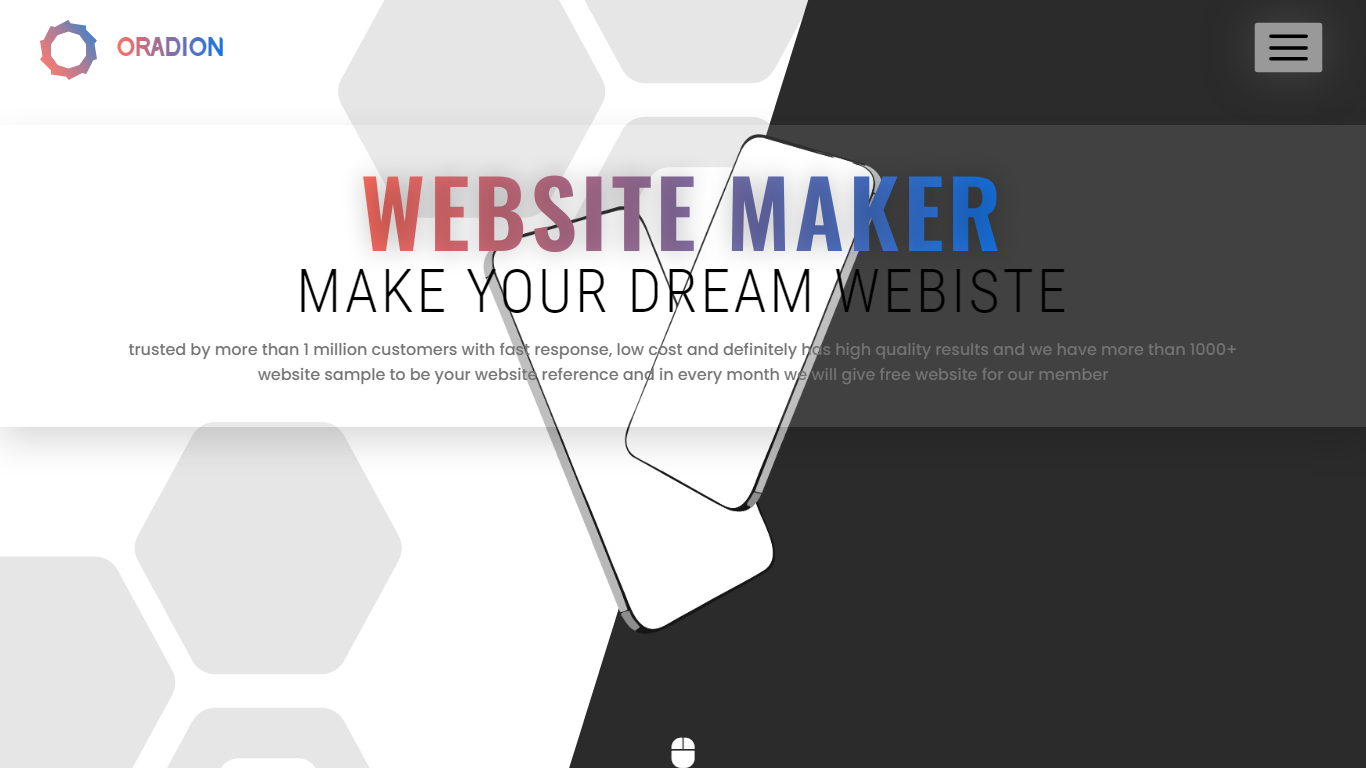 ORADION
WEBSITE MAKER
MAKE YOUR DREAM WEBISTE
trusted by more than 1 million customers with fast response, low cost and definitely has high quality results and we have more than 1000+
website sample to be your website reference and in every month we will give free website for our member